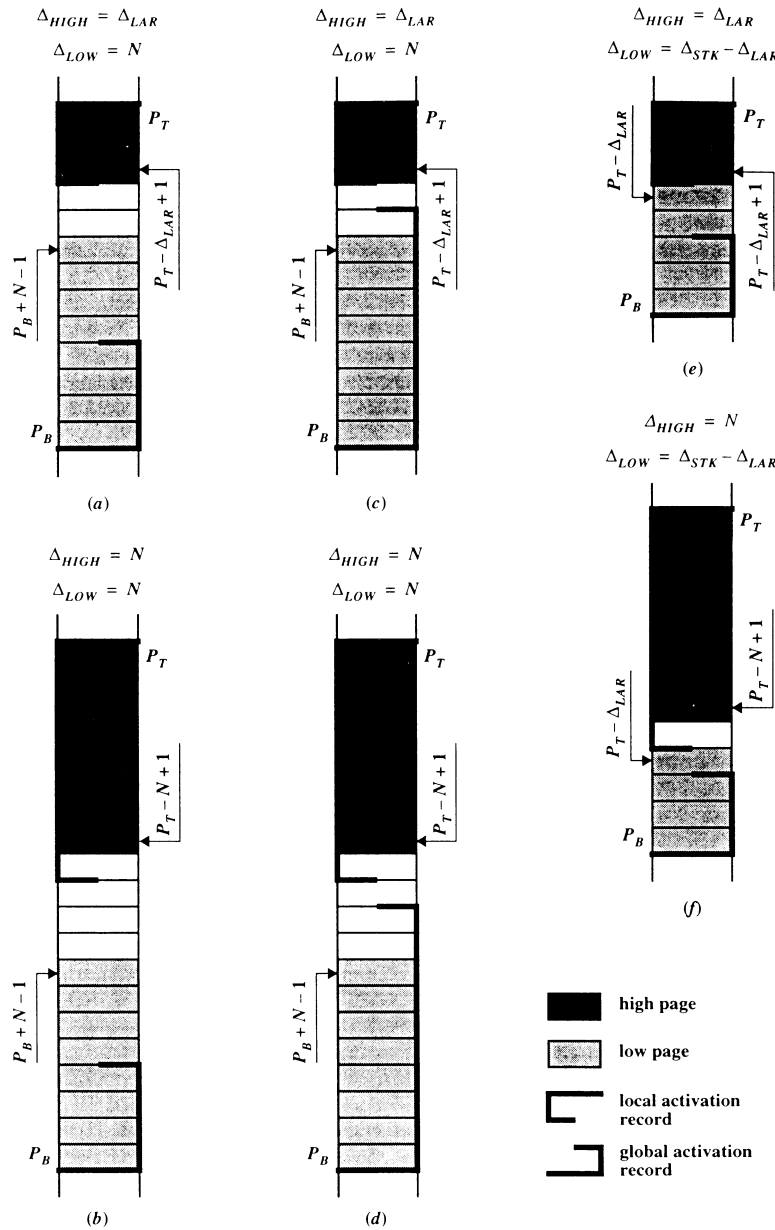 Δ_HIGH = Δ_LAR
Δ_LOW = N
P_T
P_T − Δ_LAR + 1
P_B + N − 1
P_B
(a)
Δ_HIGH = N
Δ_LOW = N
P_T
P_T − N + 1
P_B + N − 1
P_B
(b)
Δ_HIGH = Δ_LAR
Δ_LOW = N
P_T
P_T − Δ_LAR + 1
P_B + N − 1
P_B
(c)
Δ_HIGH = N
Δ_LOW = N
P_T
P_T − N + 1
P_B + N − 1
P_B
(d)
Δ_HIGH = Δ_LAR
Δ_LOW = Δ_STK − Δ_LAR
P_T
P_T − Δ_LAR
P_T − Δ_LAR + 1
P_B
(e)
Δ_HIGH = N
Δ_LOW = Δ_STK − Δ_LAR
P_T
P_T − N + 1
P_T − Δ_LAR
P_B
(f)
high page
low page
local activation
record
global activation
record